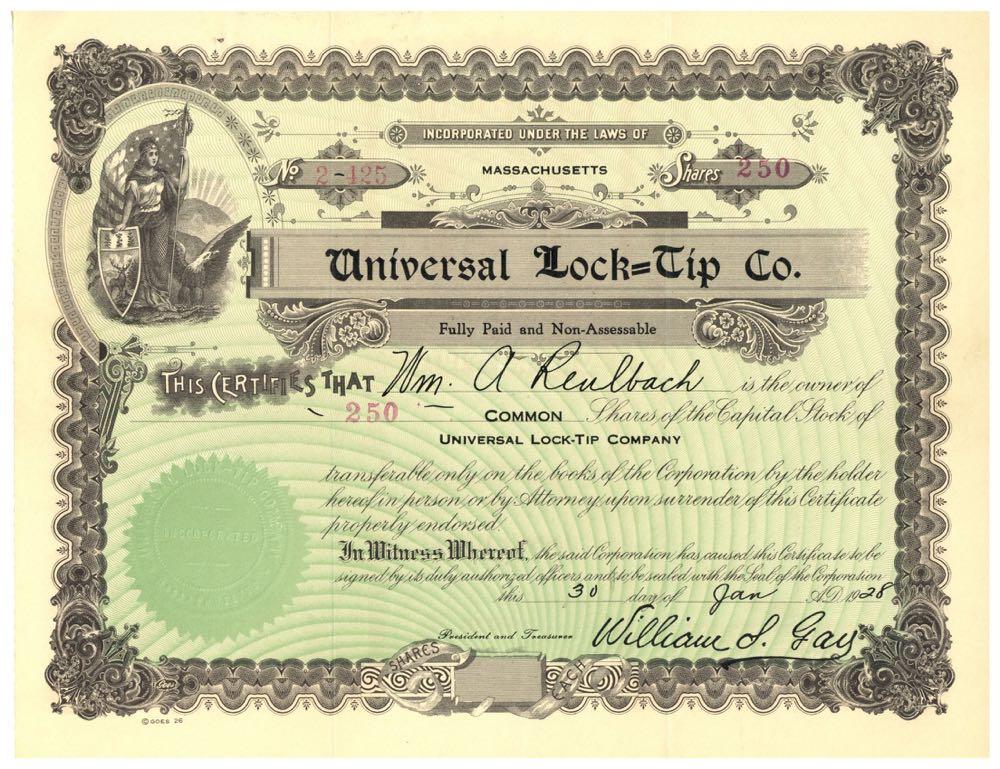 INCORPORATED UNDER THE LAWS OF
No 2-425
MASSACHUSETTS
Shares 250
Universal Lock=Tip Co.
Fully Paid and Non-Assessable
THIS CERTIFIES THAT Wm. A Reulbach is the owner of
250 COMMON Shares of the Capital Stock of
UNIVERSAL LOCK-TIP COMPANY
transferable only on the books of the Corporation by the holder
hereof in person or by Attorney upon surrender of this Certificate
properly endorsed.
In Witness Whereof, the said Corporation has caused this Certificate to be
signed by its duly authorized officers and to be sealed with the Seal of the Corporation
this 30 day of Jan A.D. 1928
President and Treasurer William S. Gay
INCORPORATED
SHARES
EACH
GOES
©GOES 26